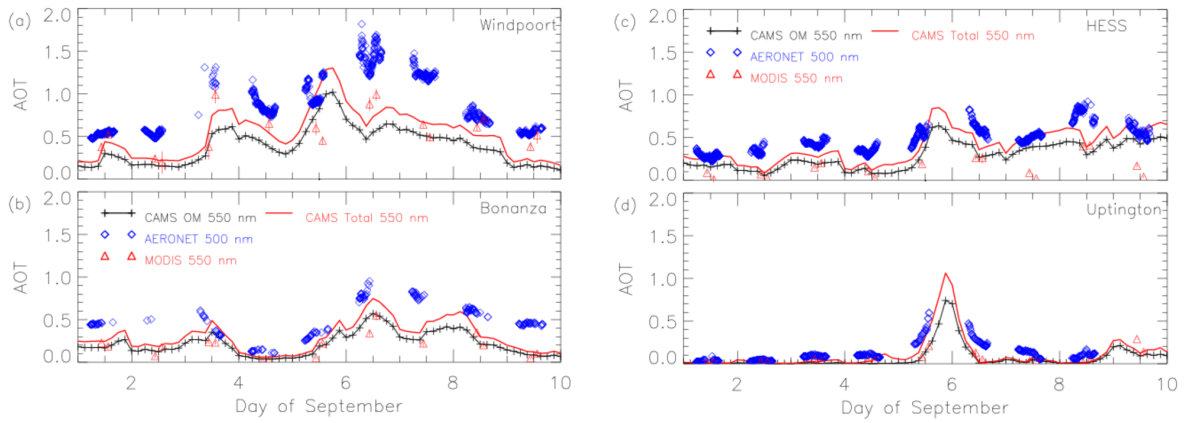 (a) Windpoort
2.0
1.5
1.0
0.5
0.0
AOT
(b) Bonanza
CAMS OM 550 nm CAMS Total 550 nm
AERONET 500 nm
MODIS 550 nm
2.0
1.5
1.0
0.5
0.0
AOT
2 4 6 8 10
Day of September
(c) HESS
CAMS OM 550 nm CAMS Total 550 nm
AERONET 500 nm
MODIS 550 nm
2.0
1.5
1.0
0.5
0.0
AOT
(d) Uptington
2.0
1.5
1.0
0.5
0.0
AOT
2 4 6 8 10
Day of September